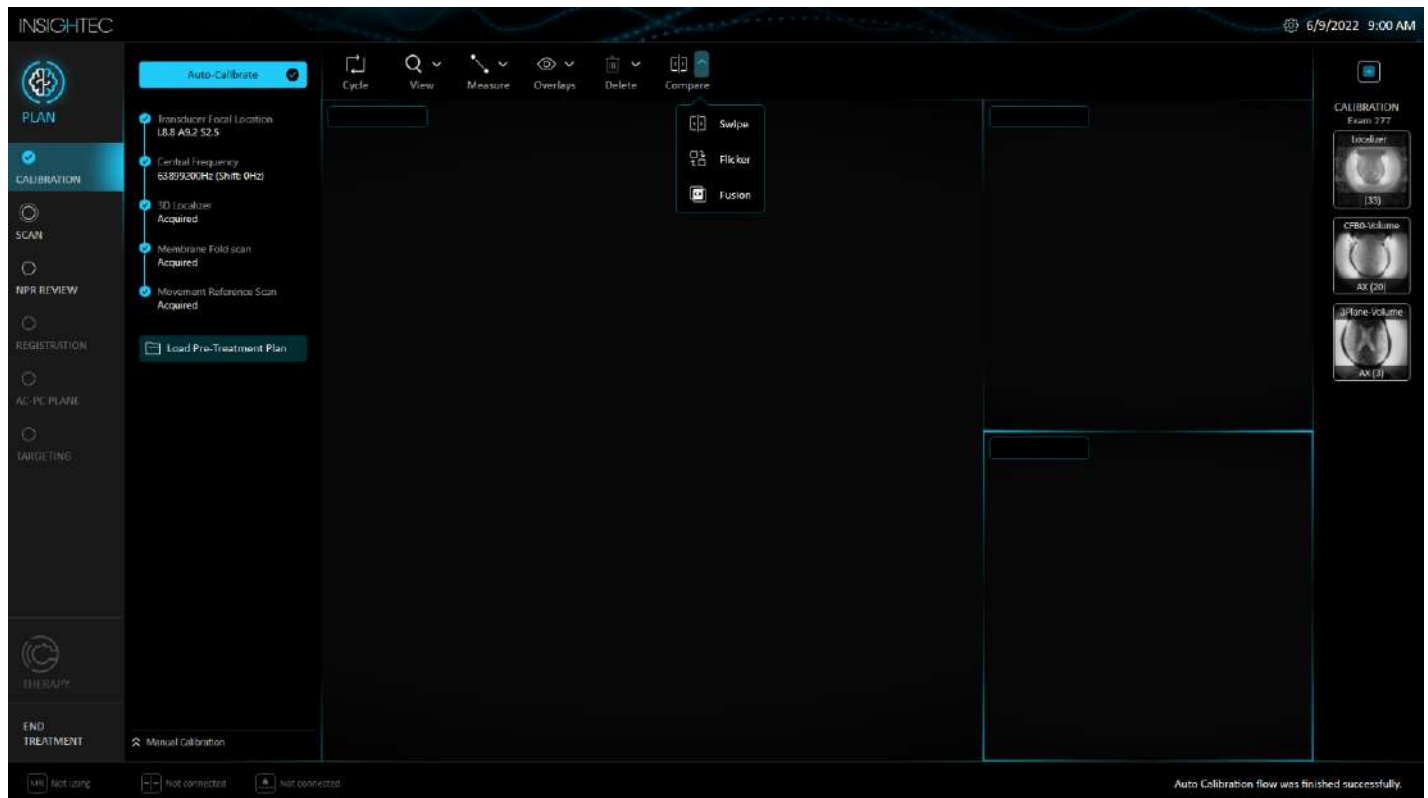 INSIGHTEC
6/9/2022 9:00 AM
PLAN
CALIBRATION
SCAN
NPR REVIEW
REGISTRATION
AC-PC PLANE
TARGETING
THERAPY
END
TREATMENT
Auto-Calibrate
Transducer Focal Location
L8.8 A9.2 S2.5
Central Frequency
63899200Hz (Shift: 0Hz)
3D Localizer
Acquired
Membrane Fold scan
Acquired
Movement Reference Scan
Acquired
Load Pre-Treatment Plan
Manual Calibration
Cycle
View
Measure
Overlays
Delete
Compare
Swipe
Flicker
Fusion
CALIBRATION
Exam 277
Localizer
(33)
CFB0-Volume
AX (20)
3Plane-Volume
AX (3)
MR Not using
Not connected
Not connected
Auto Calibration flow was finished successfully.